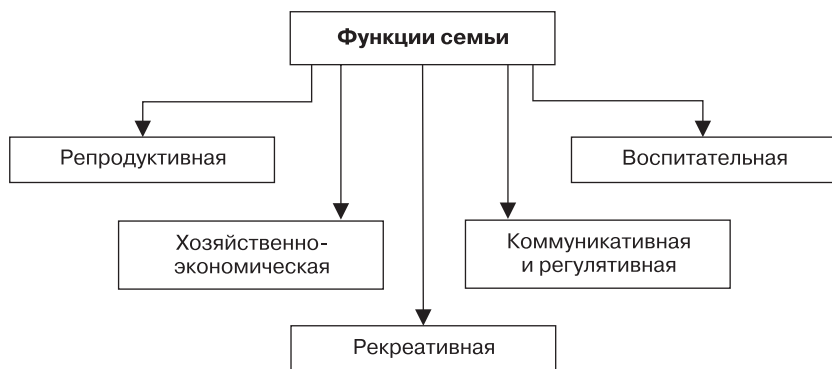 Функции семьи
Репродуктивная
Воспитательная
Хозяйственно-
экономическая
Коммуникативная
и регулятивная
Рекреативная